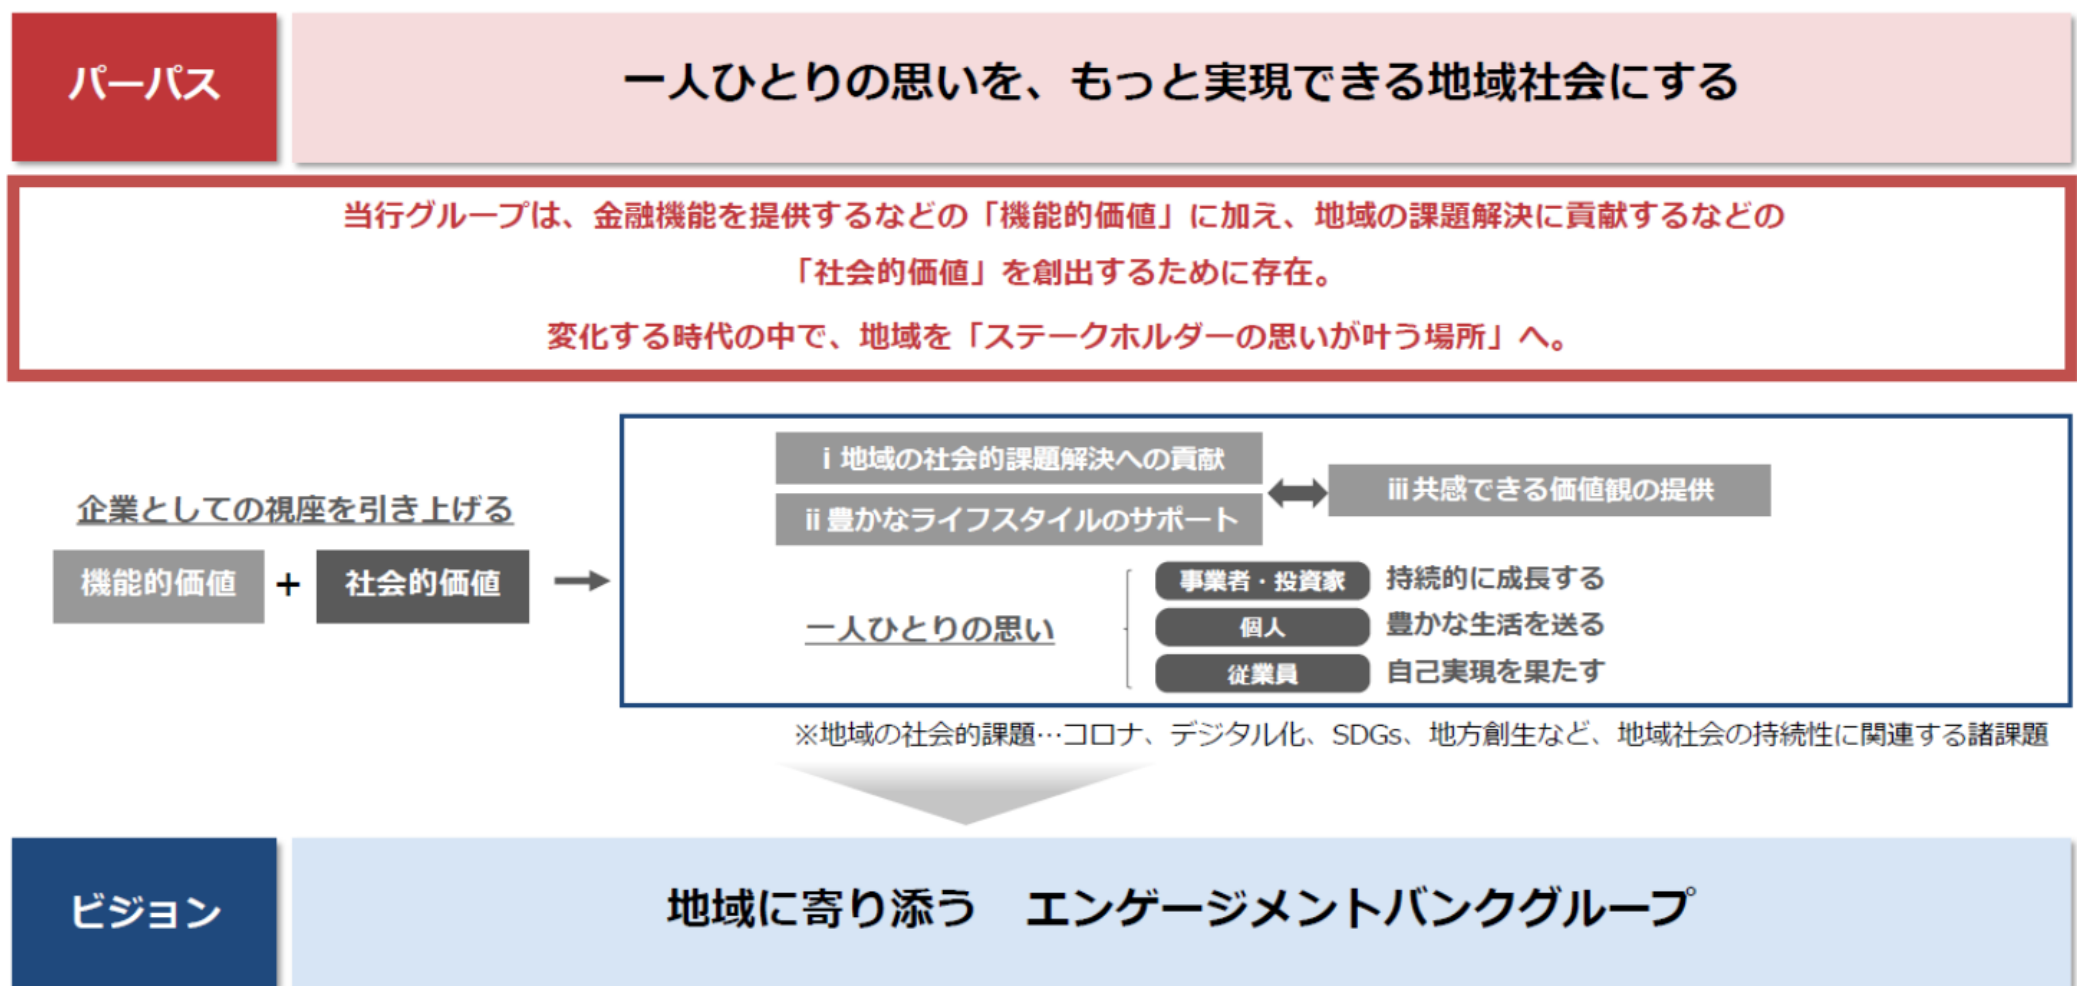 パーパス
一人ひとりの思いを、もっと実現できる地域社会にする
当行グループは、金融機能を提供するなどの「機能的価値」に加え、地域の課題解決に貢献するなどの
「社会的価値」を創出するために存在。
変化する時代の中で、地域を「ステークホルダーの思いが叶う場所」へ。
企業としての視座を引き上げる
機能的価値 + 社会的価値
ⅰ 地域の社会的課題解決への貢献
ⅱ 豊かなライフスタイルのサポート
ⅲ 共感できる価値観の提供
一人ひとりの思い
事業者・投資家 持続的に成長する
個人 豊かな生活を送る
従業員 自己実現を果たす
※地域の社会的課題…コロナ、デジタル化、SDGs、地方創生など、地域社会の持続性に関連する諸課題
ビジョン
地域に寄り添う　エンゲージメントバンクグループ